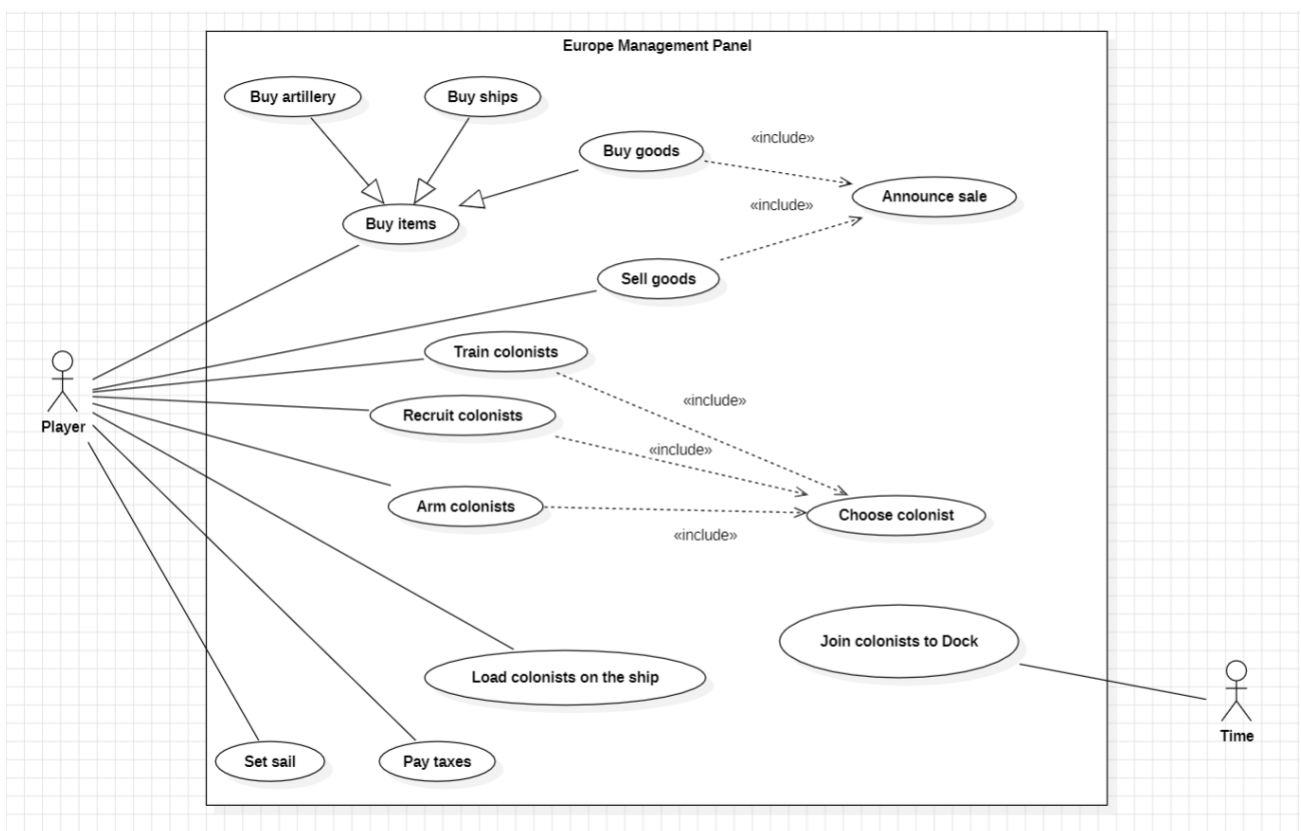 Europe Management Panel
Buy artillery
Buy ships
Buy goods
«include»
Announce sale
«include»
Buy items
Sell goods
Train colonists
«include»
Recruit colonists
Player
«include»
Arm colonists
Choose colonist
«include»
Join colonists to Dock
Load colonists on the ship
Time
Set sail
Pay taxes